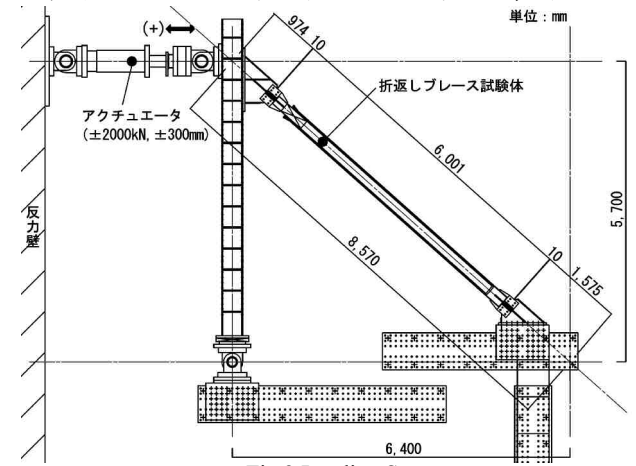 単位：mm
(+)
974
10
アクチュエータ
(±2000kN, ±300mm)
折返しブレース試験体
6,001
5,700
反力壁
8,570
10
1,575
6,400